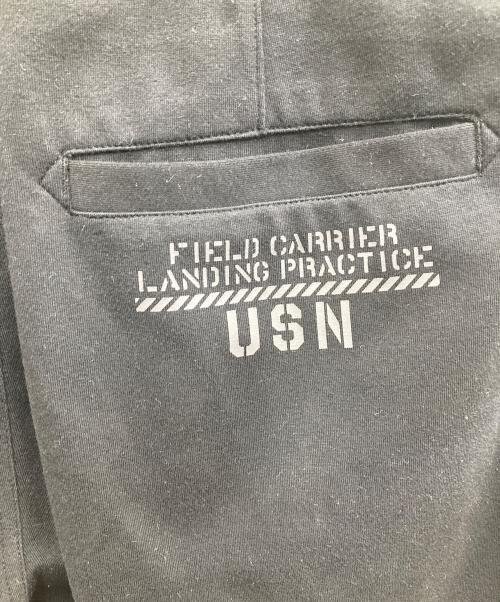 FIELD CARRIER
LANDING PRACTICE
USN